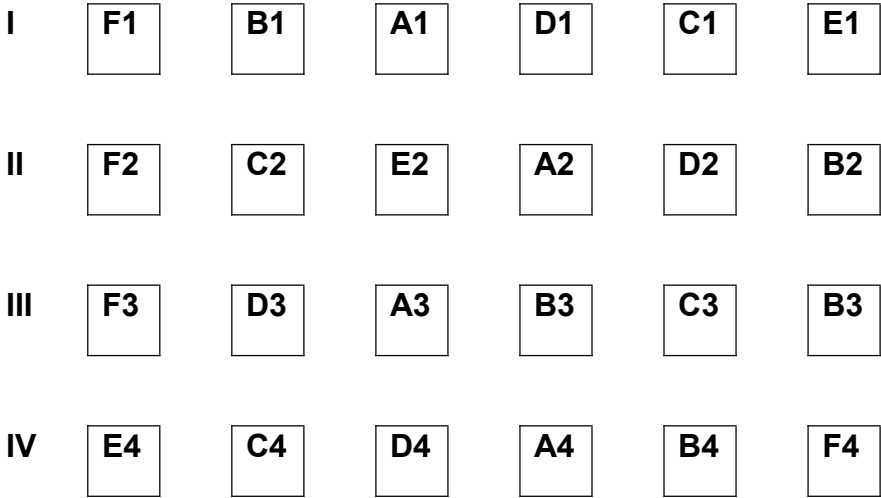 I F1 B1 A1 D1 C1 E1
II F2 C2 E2 A2 D2 B2
III F3 D3 A3 B3 C3 B3
IV E4 C4 D4 A4 B4 F4